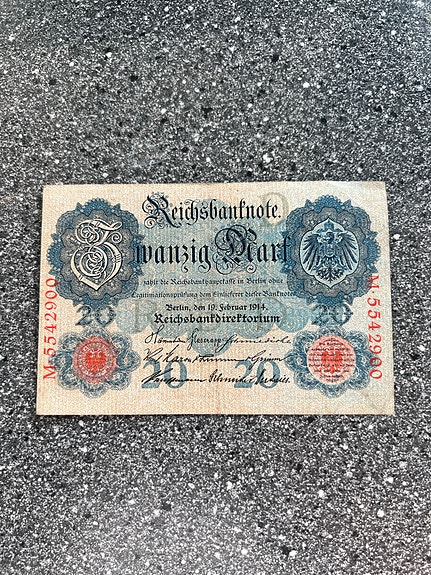 Reichsbanknote.
Zwanzig Mark
zahlt die Reichsbankhauptkasse in Berlin ohne
Legitimationsprüfung dem Einlieferer dieser Banknote
Berlin, den 19. Februar 1914
Reichsbankdirektorium
20 20
20 20
M·5542900
M·5542900